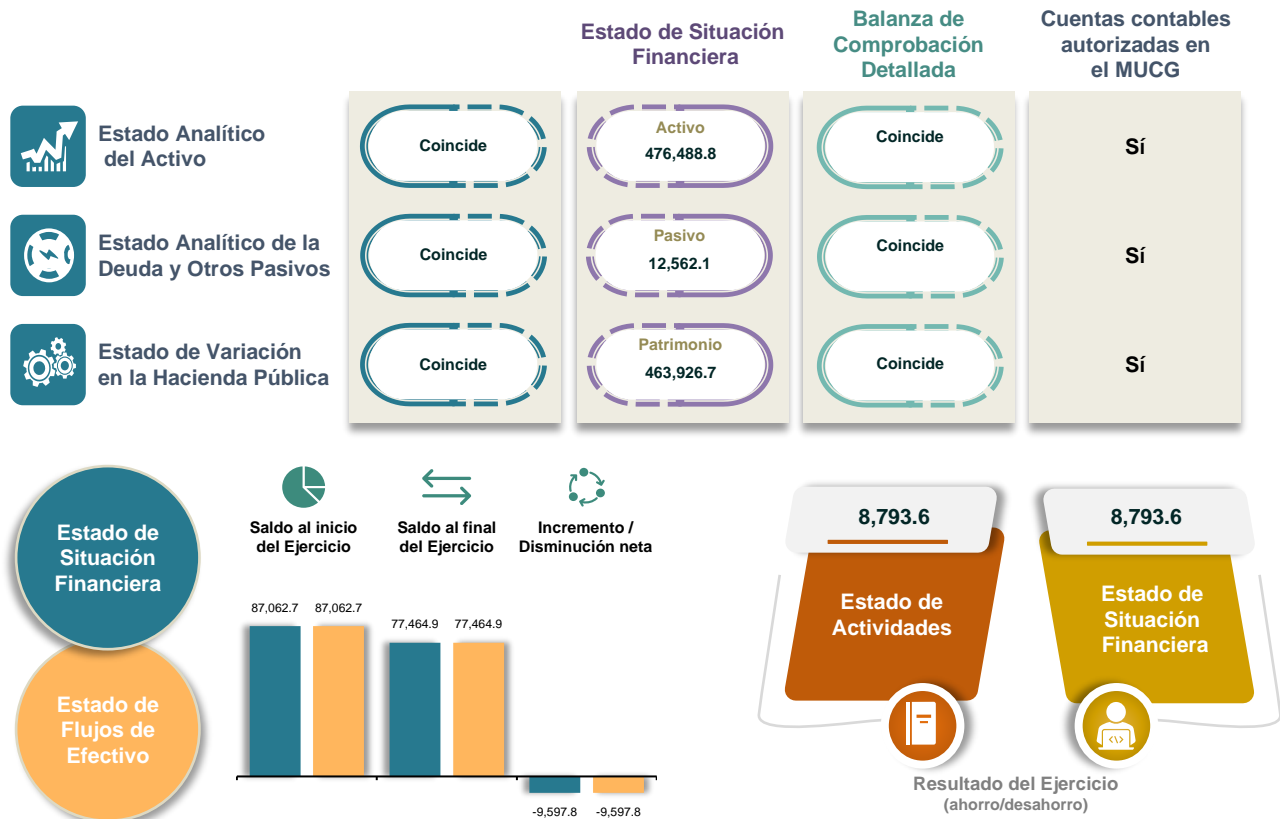 Estado de Situación
Financiera
Balanza de
Comprobación
Detallada
Cuentas contables
autorizadas en
el MUCG
Estado Analítico
del Activo
Coincide
Activo
476,488.8
Coincide
Sí
Estado Analítico de la
Deuda y Otros Pasivos
Coincide
Pasivo
12,562.1
Coincide
Sí
Estado de Variación
en la Hacienda Pública
Coincide
Patrimonio
463,926.7
Coincide
Sí
Estado de
Situación
Financiera
Estado de
Flujos de
Efectivo
Saldo al inicio
del Ejercicio
Saldo al final
del Ejercicio
Incremento /
Disminución neta
87,062.7 87,062.7
77,464.9 77,464.9
-9,597.8 -9,597.8
8,793.6
Estado de
Actividades
8,793.6
Estado de
Situación
Financiera
Resultado del Ejercicio
(ahorro/desahorro)